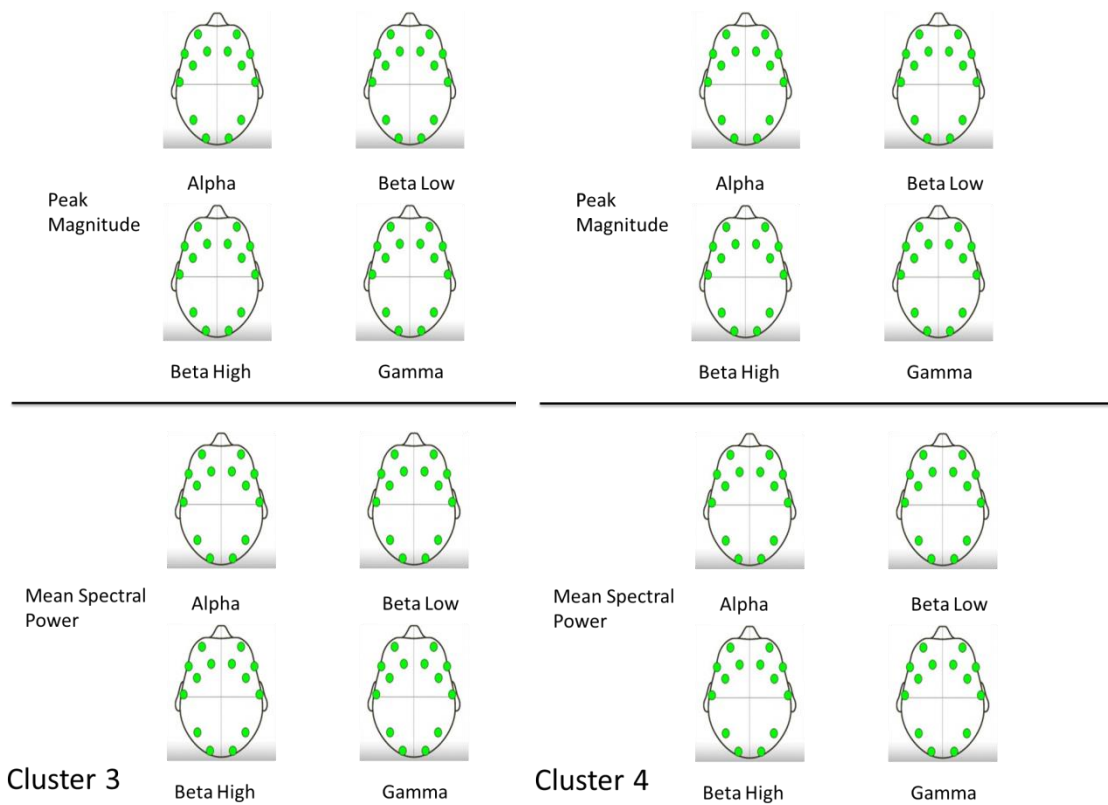 Alpha
Beta Low
Peak
Magnitude
Beta High
Gamma
Alpha
Beta Low
Peak
Magnitude
Beta High
Gamma
Mean Spectral
Power
Alpha
Beta Low
Cluster 3
Beta High
Gamma
Mean Spectral
Power
Alpha
Beta Low
Cluster 4
Beta High
Gamma